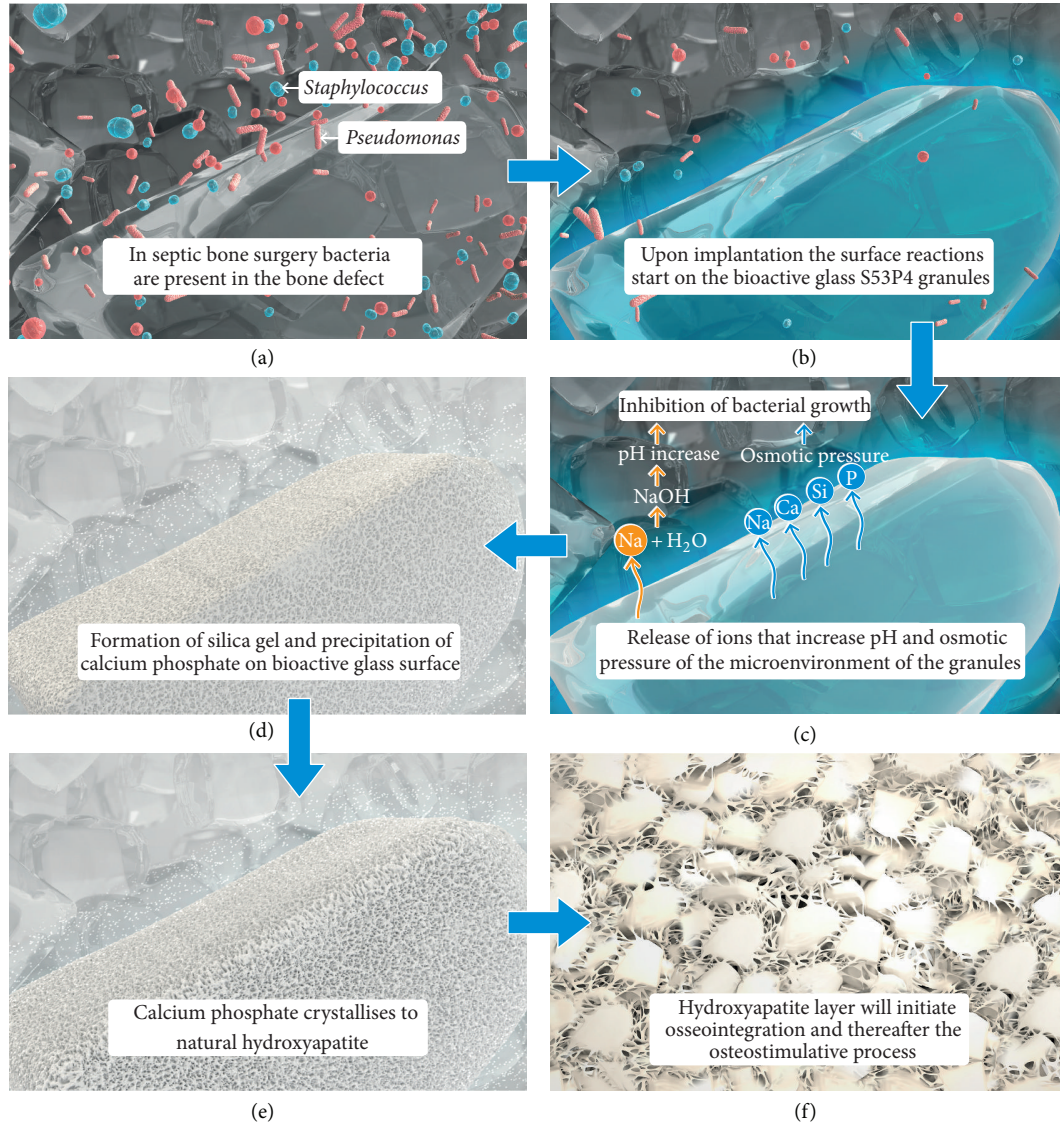 Staphylococcus
Pseudomonas
In septic bone surgery bacteria
are present in the bone defect
(a)
Upon implantation the surface reactions
start on the bioactive glass S53P4 granules
(b)
Inhibition of bacterial growth
pH increase
Osmotic pressure
NaOH
Na + H₂O
Na
Ca
Si
P
Release of ions that increase pH and osmotic
pressure of the microenvironment of the granules
(c)
Formation of silica gel and precipitation of
calcium phosphate on bioactive glass surface
(d)
Calcium phosphate crystallises to
natural hydroxyapatite
(e)
Hydroxyapatite layer will initiate
osseointegration and thereafter the
osteostimulative process
(f)